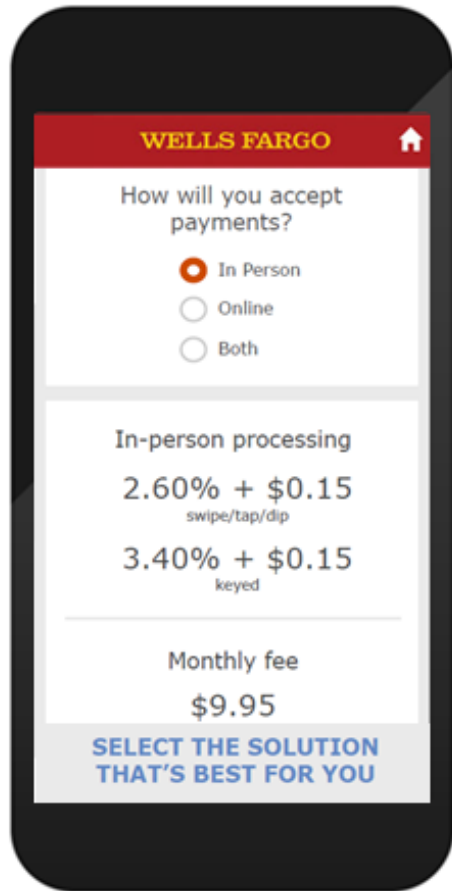 WELLS FARGO
How will you accept
payments?
In Person
Online
Both
In-person processing
2.60% + $0.15
swipe/tap/dip
3.40% + $0.15
keyed
Monthly fee
$9.95
SELECT THE SOLUTION
THAT'S BEST FOR YOU